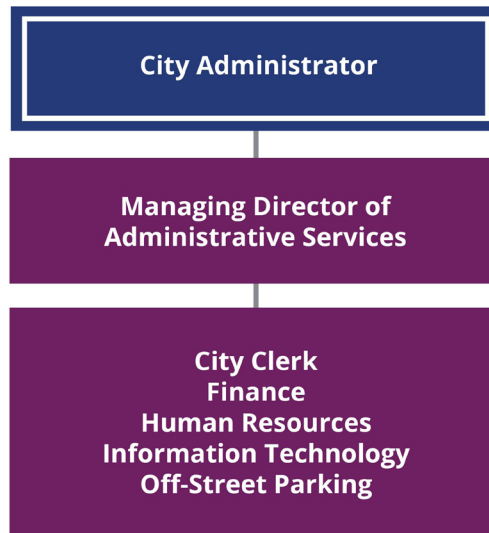 City Administrator
Managing Director of
Administrative Services
City Clerk
Finance
Human Resources
Information Technology
Off-Street Parking